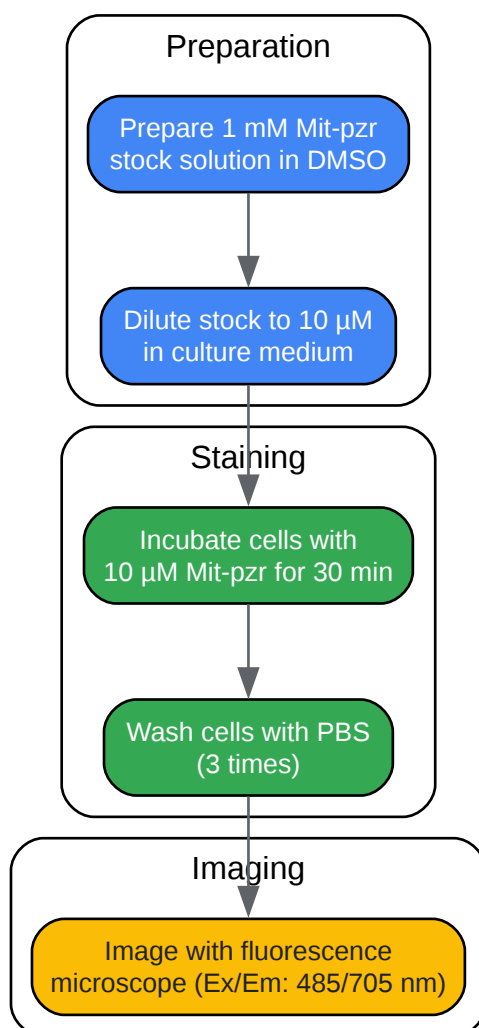 Preparation
Prepare 1 mM Mit-pzr
stock solution in DMSO
Dilute stock to 10 µM
in culture medium
Staining
Incubate cells with
10 µM Mit-pzr for 30 min
Wash cells with PBS
(3 times)
Imaging
Image with fluorescence
microscope (Ex/Em: 485/705 nm)